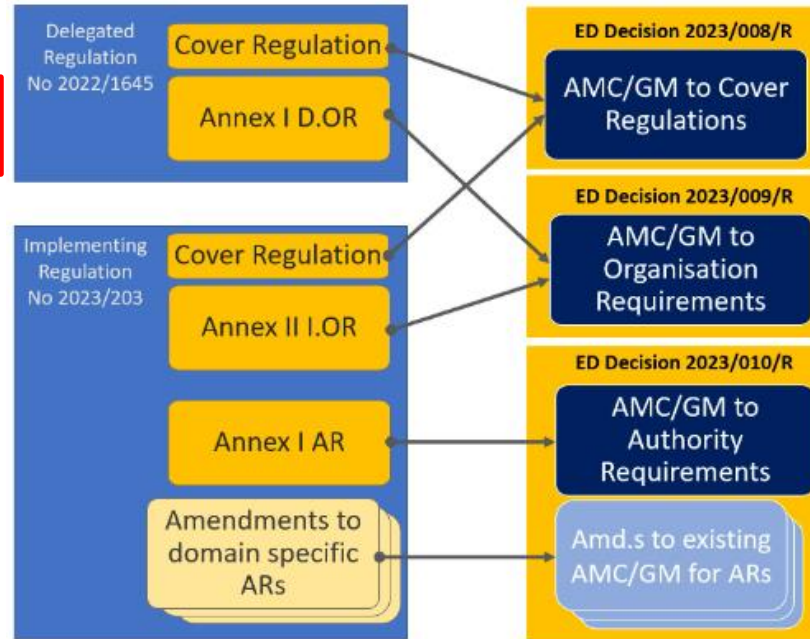 Delegated
Regulation
No 2022/1645
Cover Regulation
Annex I D.OR
Implementing
Regulation
No 2023/203
Cover Regulation
Annex II I.OR
Annex I AR
Amendments to
domain specific
ARs
ED Decision 2023/008/R
AMC/GM to Cover
Regulations
ED Decision 2023/009/R
AMC/GM to
Organisation
Requirements
ED Decision 2023/010/R
AMC/GM to
Authority
Requirements
Amd.s to existing
AMC/GM for ARs